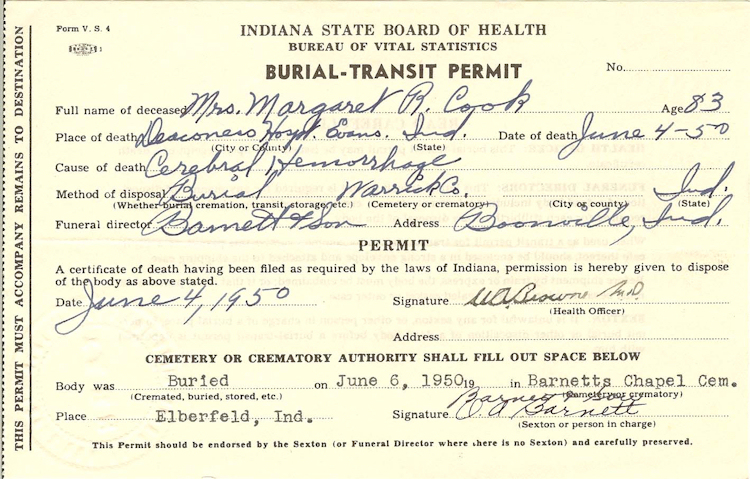 Form V. S. 4
INDIANA STATE BOARD OF HEALTH
BUREAU OF VITAL STATISTICS
BURIAL-TRANSIT PERMIT
No.
Full name of deceased Mrs. Margaret R. Cook Age 83
Place of death Deaconess Hospt. Evans. Ind. Date of death June 4-50
(City or County) (State)
Cause of death Cerebral Hemorrhage
Method of disposal Burial Warrick Co. Ind.
(Whether burial cremation, transit, storage, etc.) (Cemetery or crematory) (City or county) (State)
Funeral director Barnett & Son Address Boonville, Ind.
PERMIT
A certificate of death having been filed as required by the laws of Indiana, permission is hereby given to dispose
of the body as above stated.
Date June 4, 1950 Signature M.D.
(Health Officer)
Address
CEMETERY OR CREMATORY AUTHORITY SHALL FILL OUT SPACE BELOW
Body was Buried on June 6, 1950 19 in Barnetts Chapel Cem.
(Cremated, buried, stored, etc.) (Cemetery or crematory)
Place Elberfeld, Ind. Signature Barnett
(Sexton or person in charge)
This Permit should be endorsed by the Sexton (or Funeral Director where there is no Sexton) and carefully preserved.
THIS PERMIT MUST ACCOMPANY REMAINS TO DESTINATION